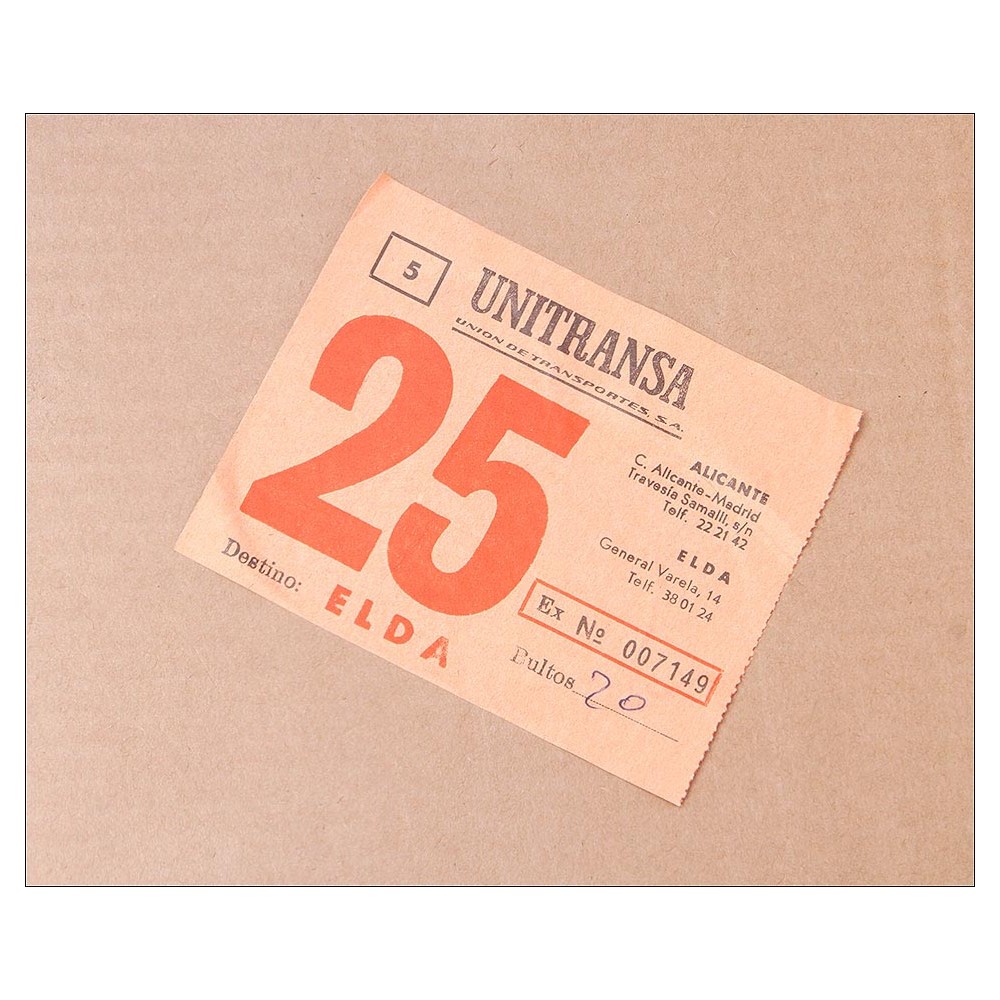 5
UNITRANSA
UNION DE TRANSPORTES, S.A.
25
ALICANTE
C. Alicante-Madrid
Travesía Samalli, s/n
Telf. 22 21 42
ELDA
General Varela, 14
Telf. 38 01 24
Destino: ELDA
Ex Nº 007149
Bultos 20